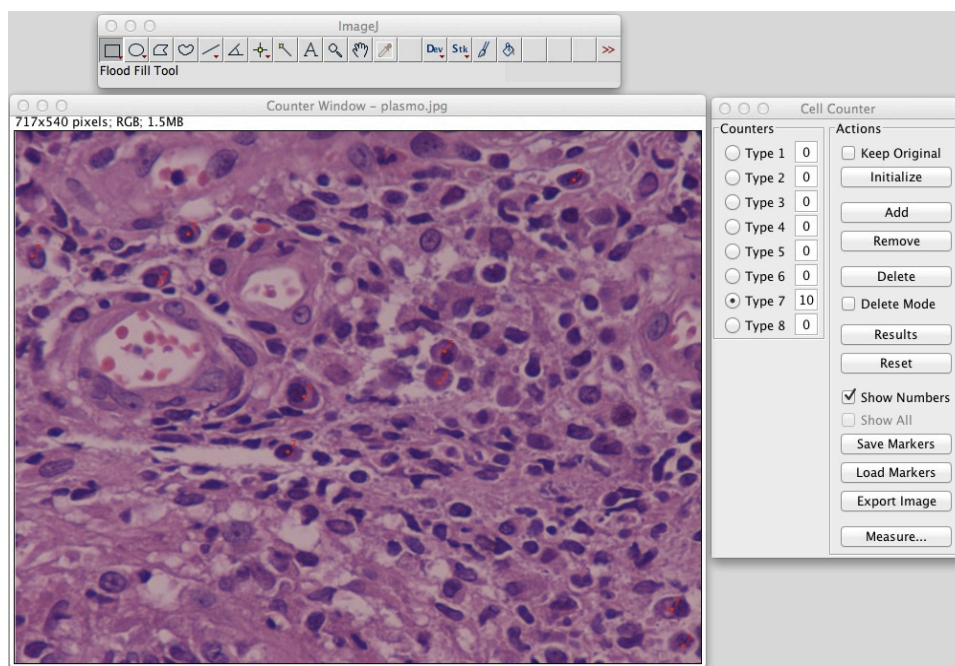 ImageJ
A Dev Stk >>
Flood Fill Tool
Counter Window - plasmo.jpg
717x540 pixels; RGB; 1.5MB
Cell Counter
Counters
Type 1 0
Type 2 0
Type 3 0
Type 4 0
Type 5 0
Type 6 0
Type 7 10
Type 8 0
Actions
Keep Original
Initialize
Add
Remove
Delete
Delete Mode
Results
Reset
Show Numbers
Show All
Save Markers
Load Markers
Export Image
Measure...